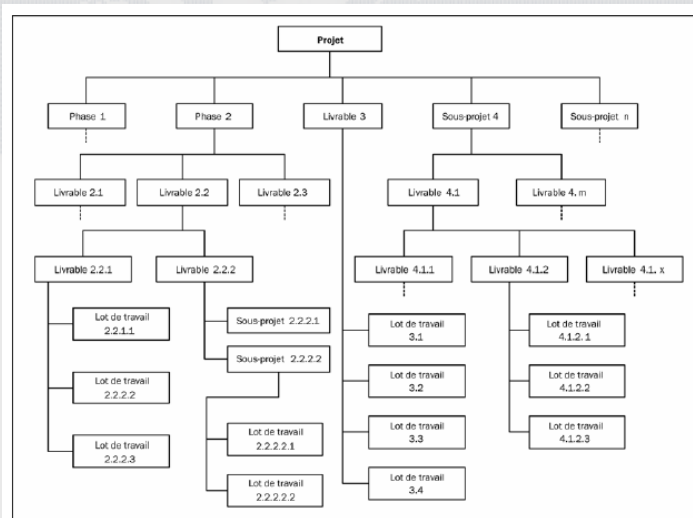 Projet
Phase 1
Phase 2
Livrable 3
Sous-projet 4
Sous-projet n
Livrable 2.1
Livrable 2.2
Livrable 2.3
Livrable 4.1
Livrable 4. m
Livrable 2.2.1
Livrable 2.2.2
Livrable 4.1.1
Livrable 4.1.2
Livrable 4.1. x
Lot de travail
2.2.1.1
Sous-projet 2.2.2.1
Lot de travail
3.1
Lot de travail
4.1.2.1
Sous-projet 2.2.2.2
Lot de travail
2.2.2.2
Lot de travail
3.2
Lot de travail
4.1.2.2
Lot de travail
2.2.2.3
Lot de travail
2.2.2.2.1
Lot de travail
3.3
Lot de travail
4.1.2.3
Lot de travail
2.2.2.2.2
Lot de travail
3.4